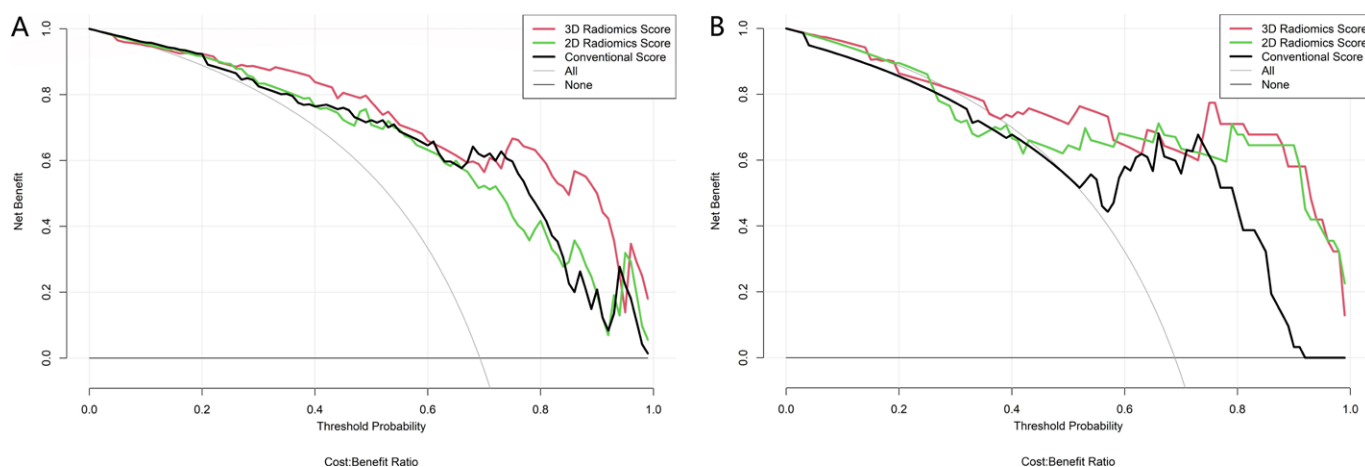 A
3D Radiomics Score
2D Radiomics Score
Conventional Score
All
None
Net Benefit
1.0
0.8
0.6
0.4
0.2
0.0
0.0 0.2 0.4 0.6 0.8 1.0
Threshold Probability
Cost:Benefit Ratio
B
3D Radiomics Score
2D Radiomics Score
Conventional Score
All
None
Net Benefit
1.0
0.8
0.6
0.4
0.2
0.0
0.0 0.2 0.4 0.6 0.8 1.0
Threshold Probability
Cost:Benefit Ratio